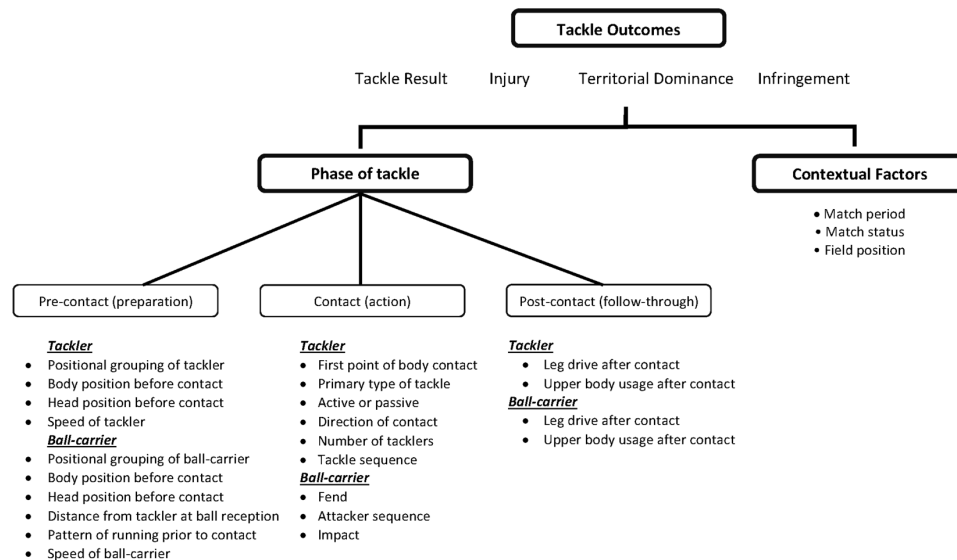 Tackle Outcomes
Tackle Result Injury Territorial Dominance Infringement
Phase of tackle
Contextual Factors
• Match period
• Match status
• Field position
Pre-contact (preparation)
Contact (action)
Post-contact (follow-through)
Tackler
• Positional grouping of tackler
• Body position before contact
• Head position before contact
• Speed of tackler
Ball-carrier
• Positional grouping of ball-carrier
• Body position before contact
• Head position before contact
• Distance from tackler at ball reception
• Pattern of running prior to contact
• Speed of ball-carrier
Tackler
• First point of body contact
• Primary type of tackle
• Active or passive
• Direction of contact
• Number of tacklers
• Tackle sequence
Ball-carrier
• Fend
• Attacker sequence
• Impact
Tackler
• Leg drive after contact
• Upper body usage after contact
Ball-carrier
• Leg drive after contact
• Upper body usage after contact